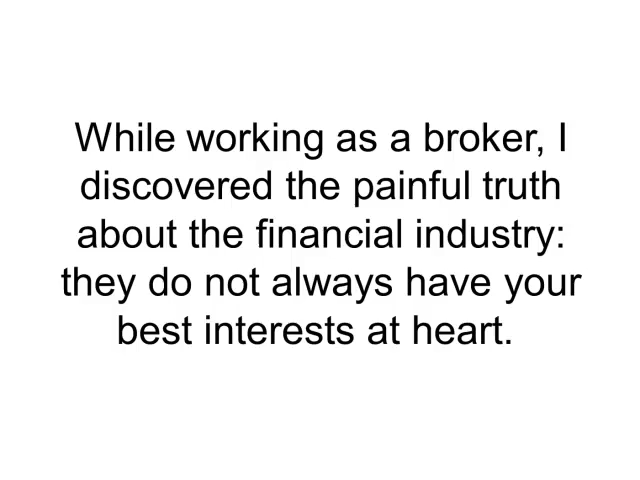 While working as a broker, I
discovered the painful truth
about the financial industry:
they do not always have your
best interests at heart.